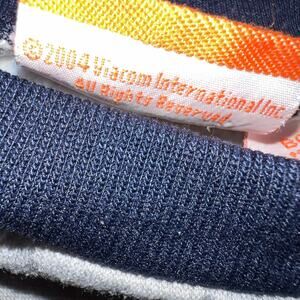 ©2004 Viacom International Inc.
All Rights Reserved.